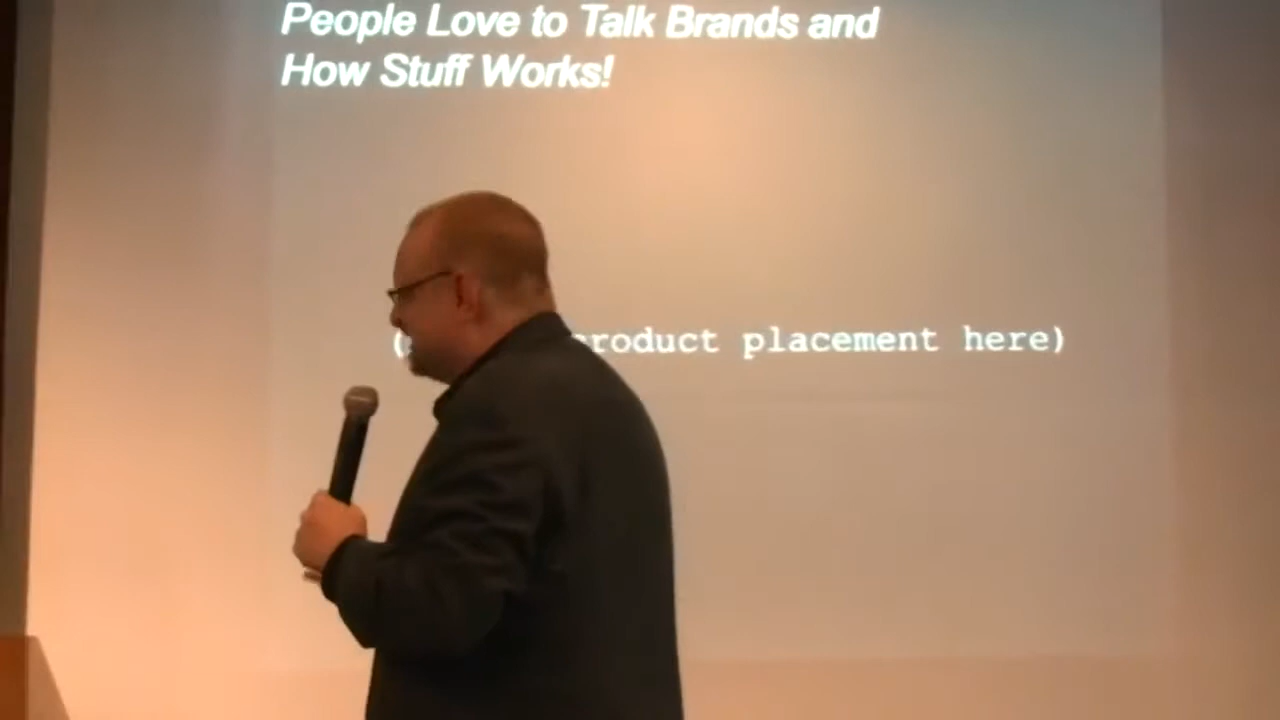 People Love to Talk Brands and
How Stuff Works!
( product placement here)